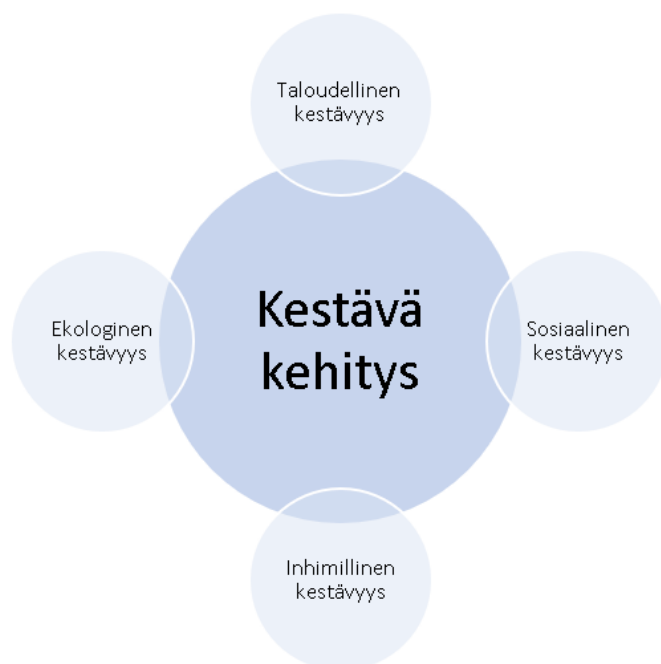 Taloudellinen
kestävyys
Kestävä
kehitys
Ekologinen
kestävyys
Sosiaalinen
kestävyys
Inhimillinen
kestävyys